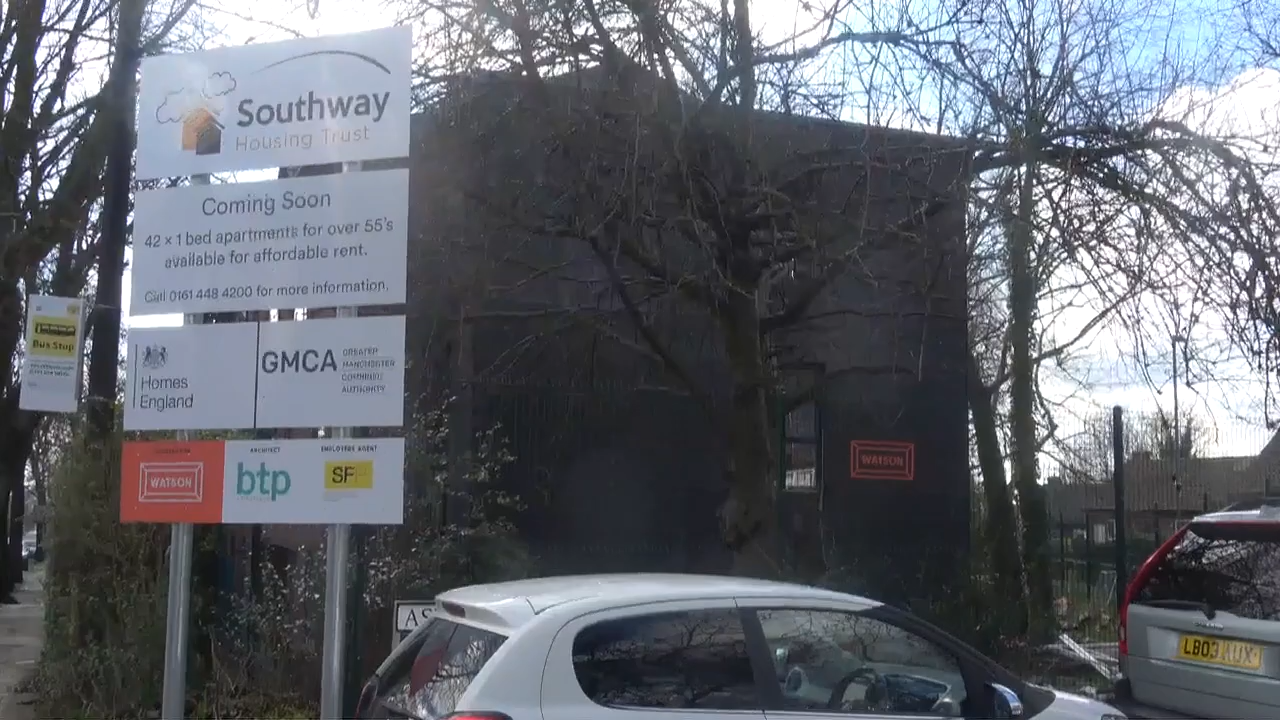 Southway
Housing Trust
Coming Soon
42 x 1 bed apartments for over 55's
available for affordable rent.
Call 0161 448 4200 for more information.
Bus Stop
Homes
England
GMCA
GREATER
MANCHESTER
COMBINED
AUTHORITY
WATSON
ARCHITECT
btp
EMPLOYERS AGENT
SF
WATSON